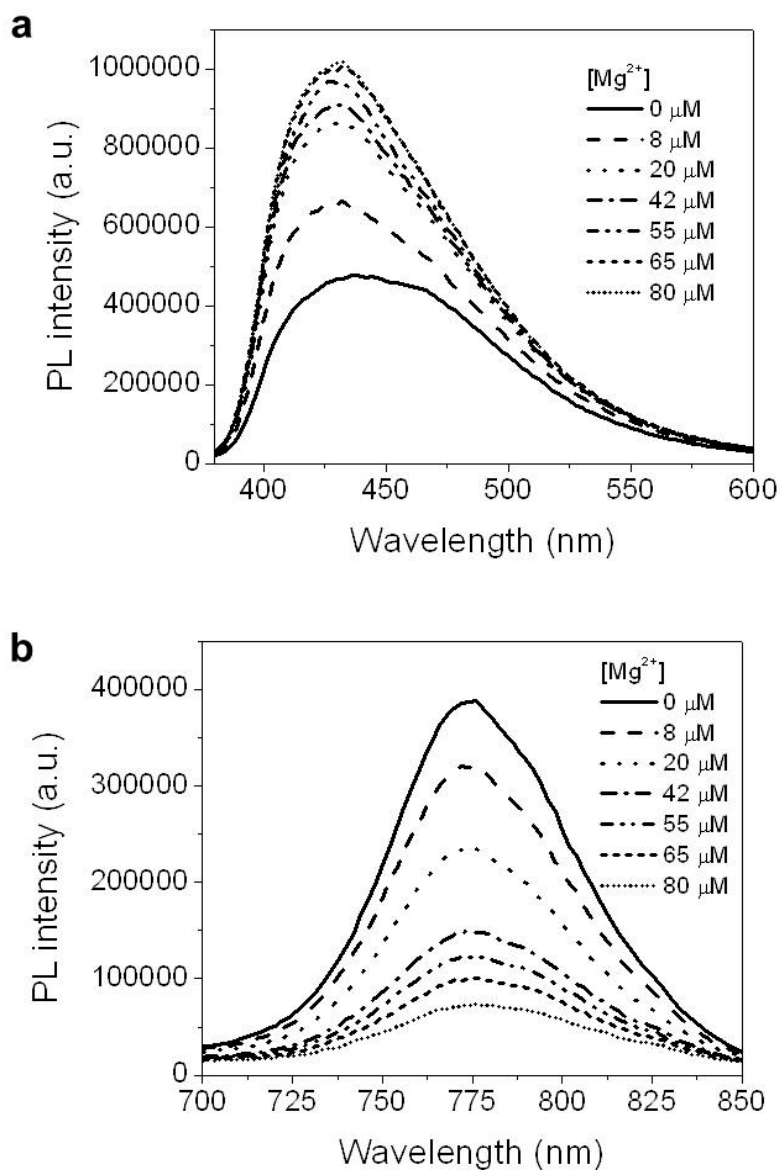 a
PL intensity (a.u.)
1000000
800000
600000
400000
200000
0
[Mg²⁺]
0 μM
8 μM
20 μM
42 μM
55 μM
65 μM
80 μM
400 450 500 550 600
Wavelength (nm)
b
PL intensity (a.u.)
400000
300000
200000
100000
0
[Mg²⁺]
0 μM
8 μM
20 μM
42 μM
55 μM
65 μM
80 μM
700 725 750 775 800 825 850
Wavelength (nm)